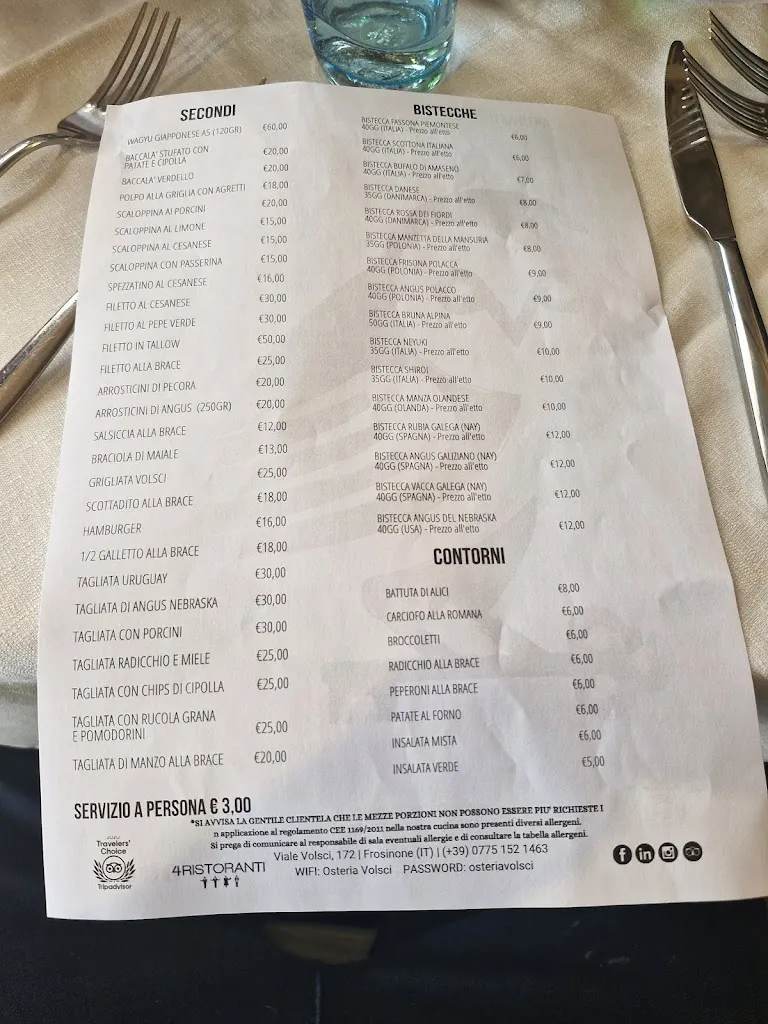 SECONDI
WAGYU GIAPPONESE A5 (120GR) €60,00
BACCALA' STUFATO CON
PATATE E CIPOLLA €20,00
BACCALA' VERDELLO €20,00
POLPO ALLA GRIGLIA CON AGRETTI €18,00
SCALOPPINA AI PORCINI €20,00
SCALOPPINA AL LIMONE €15,00
SCALOPPINA AL CESANESE €15,00
SCALOPPINA CON PASSERINA €15,00
SPEZZATINO AL CESANESE €16,00
FILETTO AL CESANESE €30,00
FILETTO AL PEPE VERDE €30,00
FILETTO IN TALLOW €50,00
FILETTO ALLA BRACE €25,00
ARROSTICINI DI PECORA €20,00
ARROSTICINI DI ANGUS (250GR) €20,00
SALSICCIA ALLA BRACE €12,00
BRACIOLA DI MAIALE €13,00
GRIGLIATA VOLSCI €25,00
SCOTTADITO ALLA BRACE €18,00
HAMBURGER €16,00
1/2 GALLETTO ALLA BRACE €18,00
TAGLIATA URUGUAY €30,00
TAGLIATA DI ANGUS NEBRASKA €30,00
TAGLIATA CON PORCINI €30,00
TAGLIATA RADICCHIO E MIELE €25,00
TAGLIATA CON CHIPS DI CIPOLLA €25,00
TAGLIATA CON RUCOLA GRANA
E POMODORINI €25,00
TAGLIATA DI MANZO ALLA BRACE €20,00
BISTECCHE
BISTECCA FASSONA PIEMONTESE
40GG (ITALIA) - Prezzo all'etto €6,00
BISTECCA SCOTTONA ITALIANA
40GG (ITALIA) - Prezzo all'etto €6,00
BISTECCA BUFALO DI AMASENO
40GG (ITALIA) - Prezzo all'etto €7,00
BISTECCA DANESE
35GG (DANIMARCA) - Prezzo all'etto €8,00
BISTECCA ROSSA DEI FIORDI
40GG (DANIMARCA) - Prezzo all'etto €8,00
BISTECCA MANZETTA DELLA MANSURIA
35GG (POLONIA) - Prezzo all'etto €8,00
BISTECCA FRISONA POLACCA
40GG (POLONIA) - Prezzo all'etto €9,00
BISTECCA ANGUS POLACCO
40GG (POLONIA) - Prezzo all'etto €9,00
BISTECCA BRUNA ALPINA
50GG (ITALIA) - Prezzo all'etto €9,00
BISTECCA NEYUKI
35GG (ITALIA) - Prezzo all'etto €10,00
BISTECCA SHIROI
35GG (ITALIA) - Prezzo all'etto €10,00
BISTECCA MANZA OLANDESE
40GG (OLANDA) - Prezzo all'etto €10,00
BISTECCA RUBIA GALEGA (NAY)
40GG (SPAGNA) - Prezzo all'etto €12,00
BISTECCA ANGUS GALIZIANO (NAY)
40GG (SPAGNA) - Prezzo all'etto €12,00
BISTECCA VACCA GALEGA (NAY)
40GG (SPAGNA) - Prezzo all'etto €12,00
BISTECCA ANGUS DEL NEBRASKA
40GG (USA) - Prezzo all'etto €12,00
CONTORNI
BATTUTA DI ALICI €8,00
CARCIOFO ALLA ROMANA €6,00
BROCCOLETTI €6,00
RADICCHIO ALLA BRACE €6,00
PEPERONI ALLA BRACE €6,00
PATATE AL FORNO €6,00
INSALATA MISTA €6,00
INSALATA VERDE €5,00
SERVIZIO A PERSONA € 3,00
*SI AVVISA LA GENTILE CLIENTELA CHE LE MEZZE PORZIONI NON POSSONO ESSERE PIU' RICHIESTE !
n applicazione al regolamento CEE 1169/2011 nella nostra cucina sono presenti diversi allergeni.
Si prega di comunicare al responsabile di sala eventuali allergie e di consultare la tabella allergeni.
Viale Volsci, 172 | Frosinone (IT) | (+39) 0775 152 1463
WIFI: Osteria Volsci PASSWORD: osteriavolsci
2020
Travelers'
Choice
Tripadvisor
4RISTORANTI